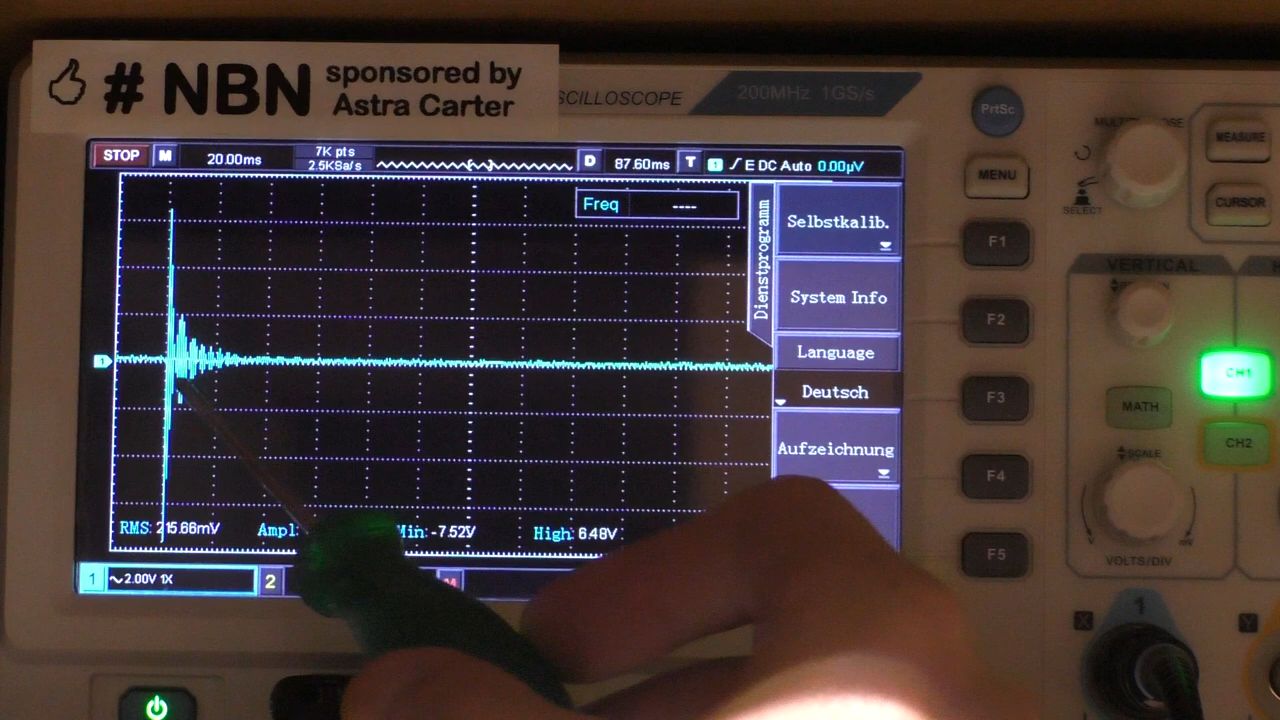 # NBN sponsored by
Astra Carter
SCILLOSCOPE
200MHz 1GS/s
STOP M 20.00ms
7K pts
2.5KSa/s
D 87.60ms T 1 E DC Auto 0.00µV
Freq ----
Dienstprogramm
Selbstkalib.
System Info
Language
Deutsch
Aufzeichnung
1
RMS: 215.66mV Ampl: Min: -7.52V High: 6.48V
1 2.00V 1X 2 M
PrtSc
MENU
F1
F2
F3
F4
F5
SELECT
MEASURE
CURSOR
VERTICAL
MATH
CH1
CH2
SCALE
V mV
VOLTS/DIV
X 1 Y